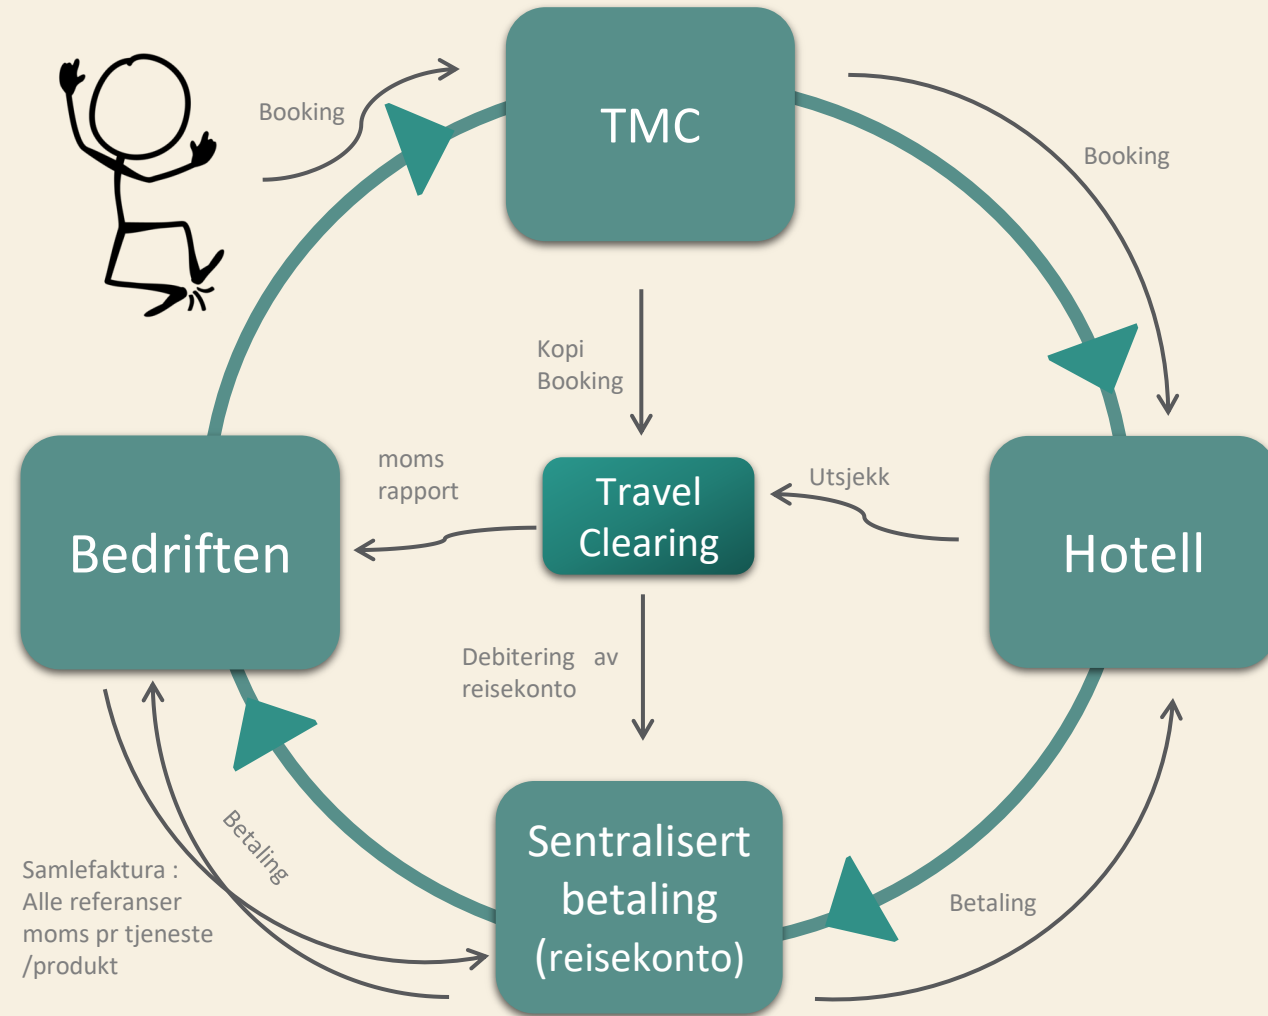 TMC
Booking
Booking
Kopi
Booking
moms
rapport
Travel
Clearing
Utsjekk
Bedriften
Hotell
Debitering av
reisekonto
Betaling
Samlefaktura :
Alle referanser
moms pr tjeneste
/produkt
Sentralisert
betaling
(reisekonto)
Betaling